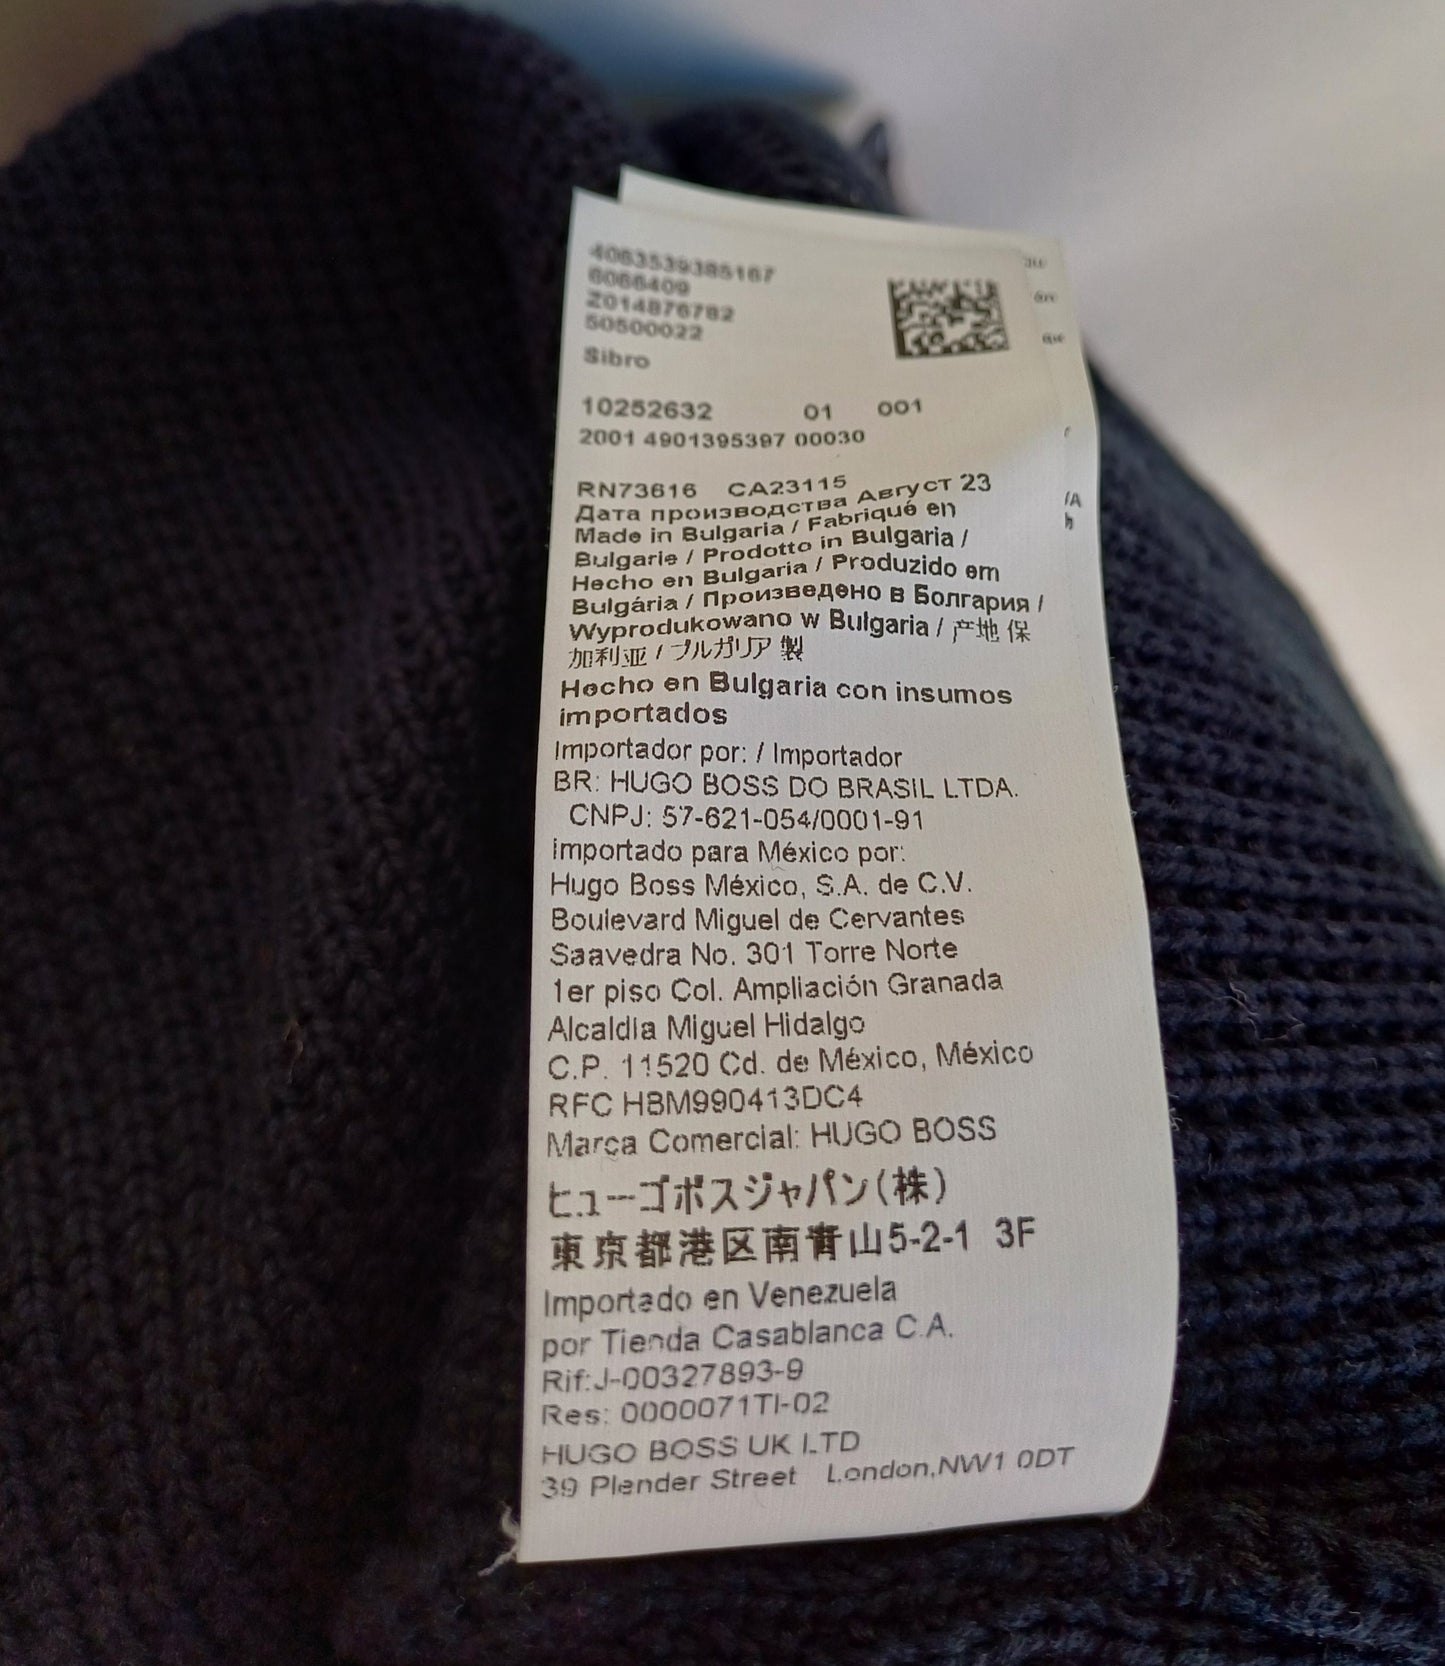 4063539385167
6066409
Z014876782
50500022
Sibro
10252632 01 001
2001 4901395397 00030
RN73616 CA23115
Дата производства Август 23
Made in Bulgaria / Fabriqué en
Bulgarie / Prodotto in Bulgaria /
Hecho en Bulgaria / Produzido em
Bulgária / Произведено в Болгария /
Wyprodukowano w Bulgaria / 产地 保
加利亚 / ブルガリア 製
Hecho en Bulgaria con insumos
importados
Importador por: / Importador
BR: HUGO BOSS DO BRASIL LTDA.
CNPJ: 57-621-054/0001-91
importado para México por:
Hugo Boss México, S.A. de C.V.
Boulevard Miguel de Cervantes
Saavedra No. 301 Torre Norte
1er piso Col. Ampliación Granada
Alcaldía Miguel Hidalgo
C.P. 11520 Cd. de México, México
RFC HBM990413DC4
Marca Comercial: HUGO BOSS
ヒューゴボスジャパン(株)
東京都港区南青山5-2-1 3F
Importado en Venezuela
por Tienda Casablanca C.A.
Rif:J-00327893-9
Res: 0000071TI-02
HUGO BOSS UK LTD
39 Plender Street London,NW1 0DT